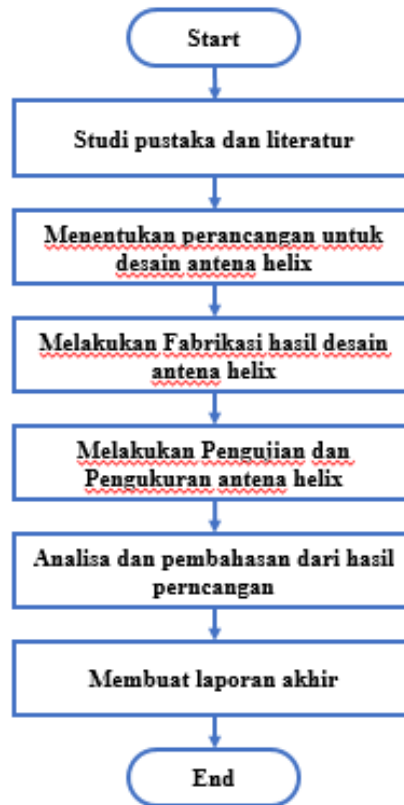 Start
Studi pustaka dan literatur
Menentukan perancangan untuk
desain antena helix
Melakukan Fabrikasi hasil desain
antena helix
Melakukan Pengujian dan
Pengukuran antena helix
Analisa dan pembahasan dari hasil
perncangan
Membuat laporan akhir
End